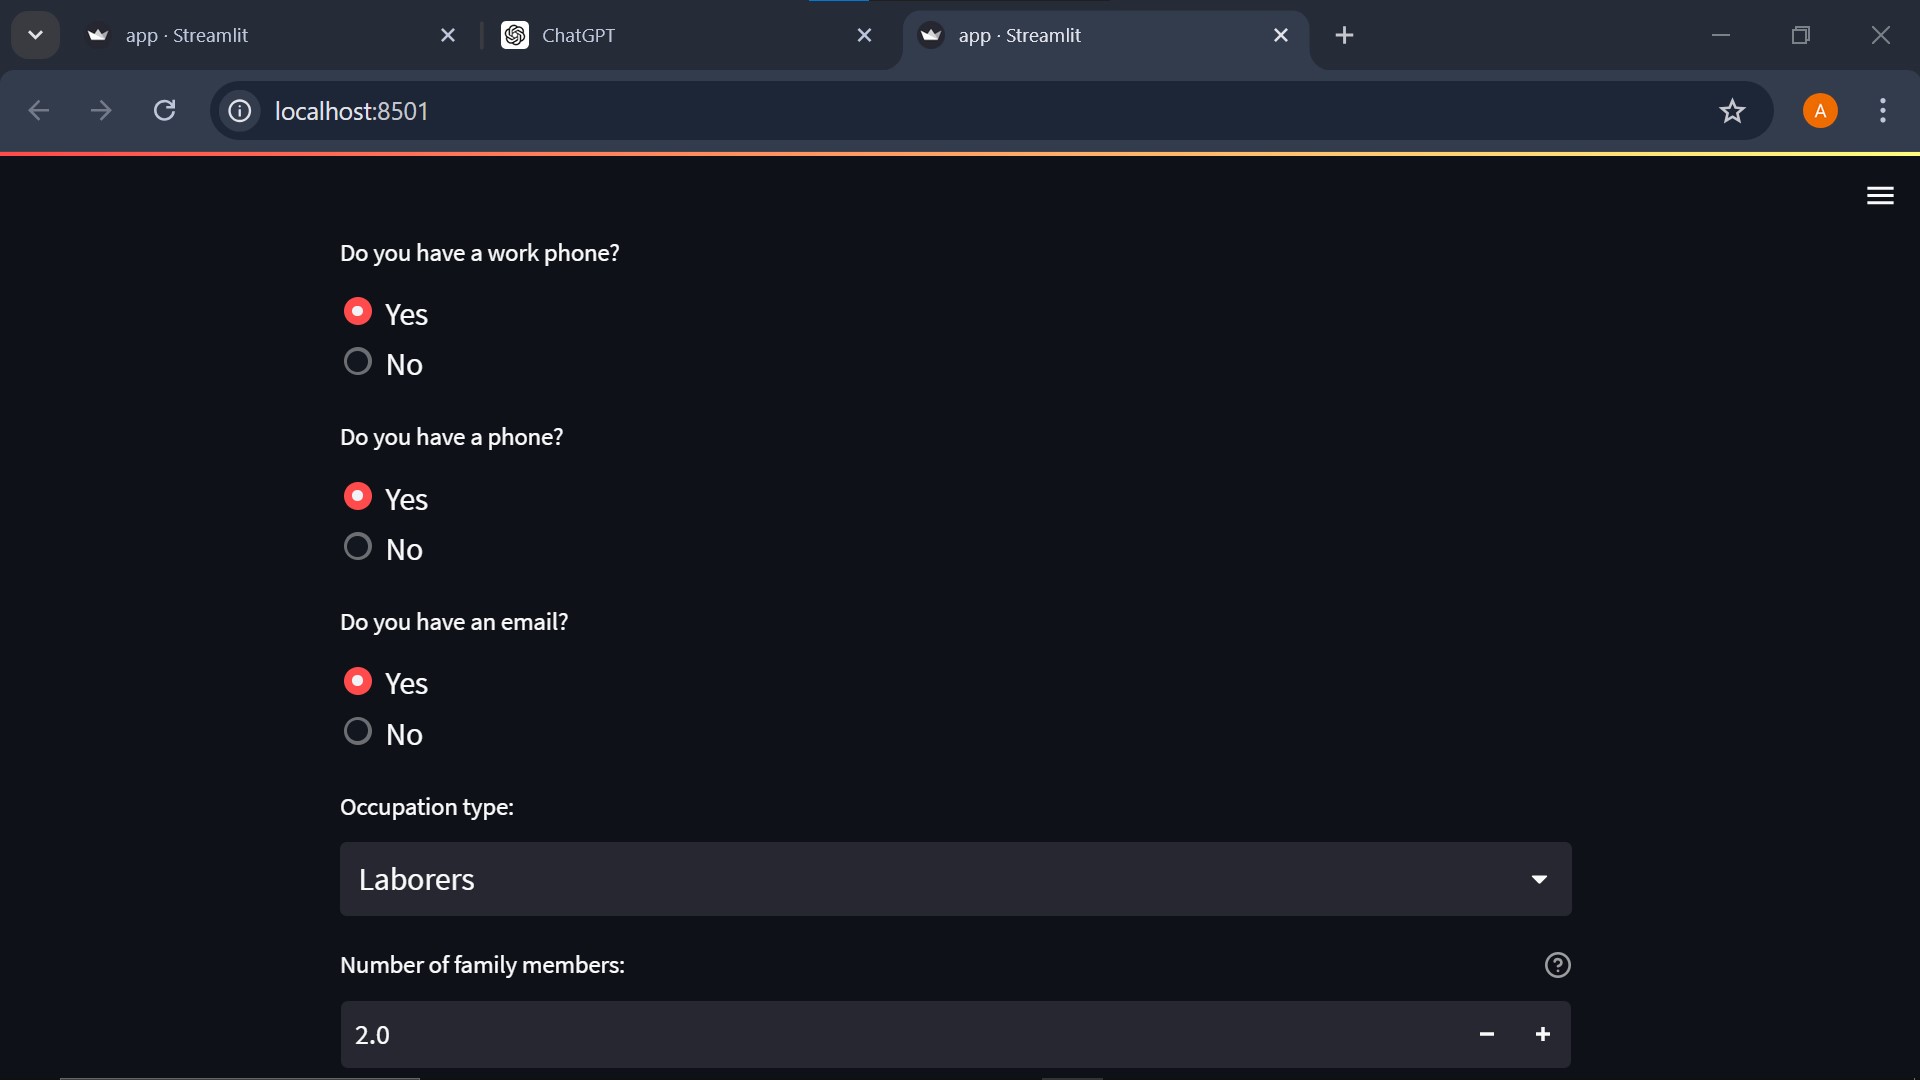 app · Streamlit
ChatGPT
app · Streamlit
localhost:8501
A
Do you have a work phone?
Yes
No
Do you have a phone?
Yes
No
Do you have an email?
Yes
No
Occupation type:
Laborers
Number of family members:
2.0